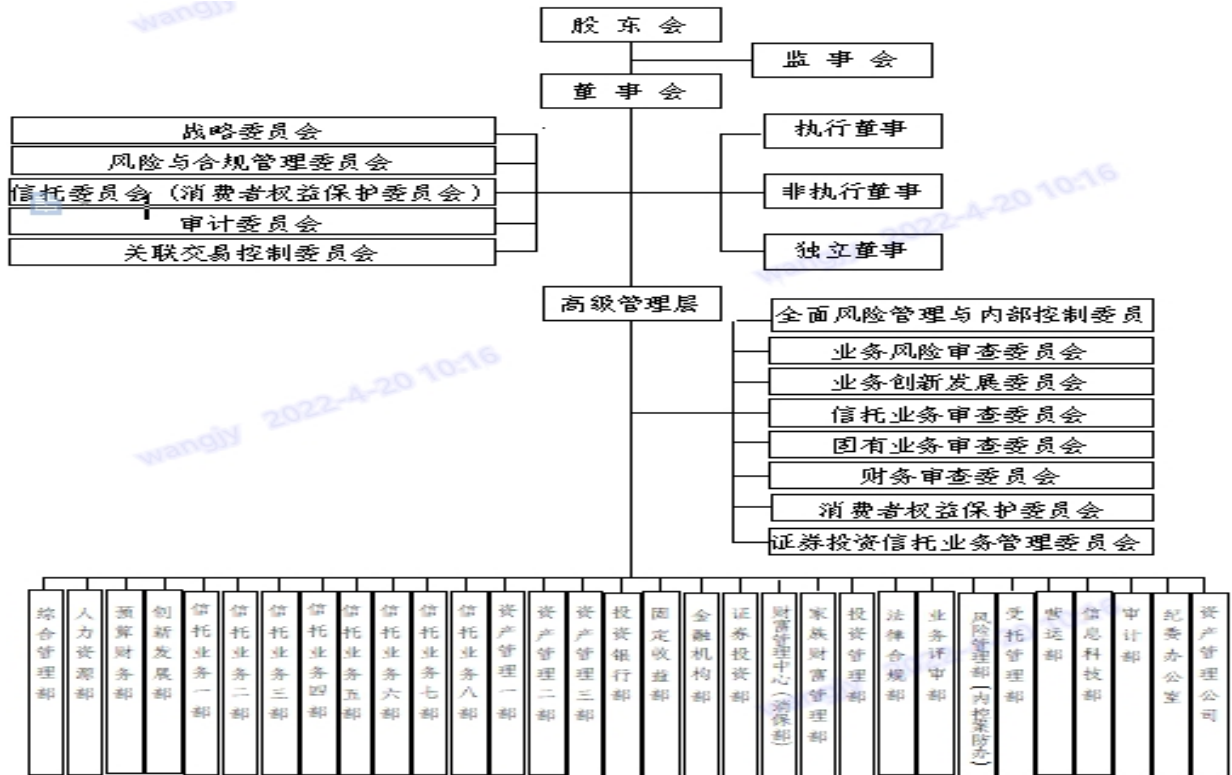 股东会
监事会
董事会
战略委员会
风险与合规管理委员会
信托委员会（消费者权益保护委员会）
审计委员会
关联交易控制委员会
执行董事
非执行董事
独立董事
高级管理层
全面风险管理与内部控制委员
业务风险审查委员会
业务创新发展委员会
信托业务审查委员会
固有业务审查委员会
财务审查委员会
消费者权益保护委员会
证券投资信托业务管理委员会
综合管理部
人力资源部
预算财务部
创新发展部
信托业务一部
信托业务二部
信托业务三部
信托业务四部
信托业务五部
信托业务六部
信托业务七部
信托业务八部
资产管理一部
资产管理二部
资产管理三部
投资银行部
固定收益部
金融机构部
证券投资部
财富管理中心（消保部）
家族财富管理部
投资管理部
法律合规部
业务评审部
风险管理部（内控案防办）
受托管理部
营运部
信息科技部
审计部
纪委办公室
资产管理公司
wangjy
wangjy 2022-4-20 10:16
wangjy 2022-4-20 10:16
wangjy 2022-4-20 10:16